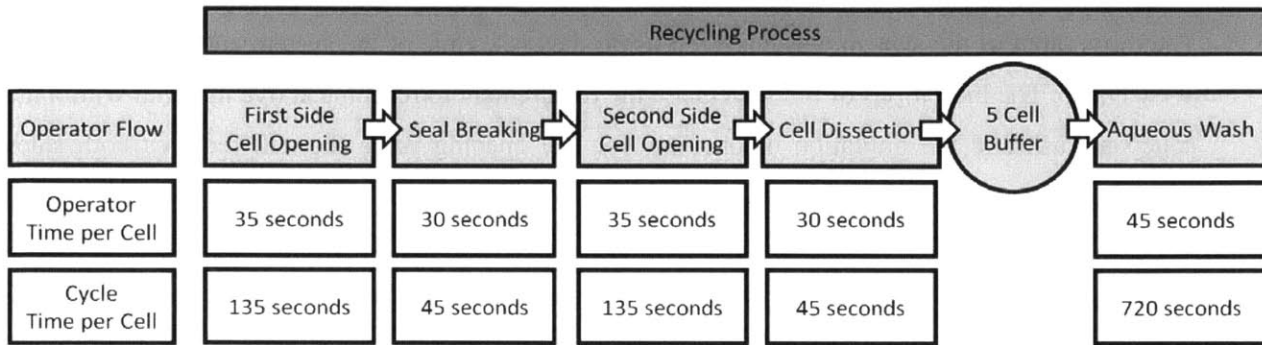 Recycling Process
Operator Flow
First Side
Cell Opening
Seal Breaking
Second Side
Cell Opening
Cell Dissection
5 Cell
Buffer
Aqueous Wash
Operator
Time per Cell
35 seconds
30 seconds
35 seconds
30 seconds
45 seconds
Cycle
Time per Cell
135 seconds
45 seconds
135 seconds
45 seconds
720 seconds